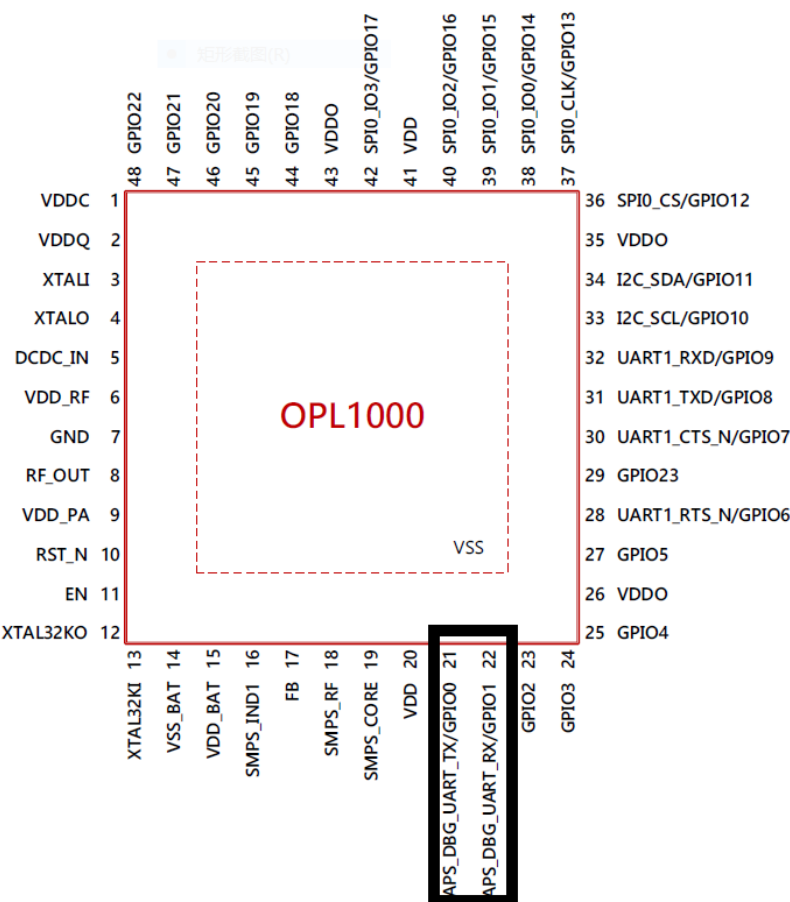 矩形截图(R)
48 GPIO22
47 GPIO21
46 GPIO20
45 GPIO19
44 GPIO18
43 VDDO
42 SPI0_IO3/GPIO17
41 VDD
40 SPI0_IO2/GPIO16
39 SPI0_IO1/GPIO15
38 SPI0_IO0/GPIO14
37 SPI0_CLK/GPIO13
VDDC 1
VDDQ 2
XTALI 3
XTALO 4
DCDC_IN 5
VDD_RF 6
GND 7
RF_OUT 8
VDD_PA 9
RST_N 10
EN 11
XTAL32KO 12
OPL1000
VSS
36 SPI0_CS/GPIO12
35 VDDO
34 I2C_SDA/GPIO11
33 I2C_SCL/GPIO10
32 UART1_RXD/GPIO9
31 UART1_TXD/GPIO8
30 UART1_CTS_N/GPIO7
29 GPIO23
28 UART1_RTS_N/GPIO6
27 GPIO5
26 VDDO
25 GPIO4
XTAL32KI 13
VSS_BAT 14
VDD_BAT 15
SMPS_IND1 16
FB 17
SMPS_RF 18
SMPS_CORE 19
VDD 20
APS_DBG_UART_TX/GPIO0 21
APS_DBG_UART_RX/GPIO1 22
GPIO2 23
GPIO3 24